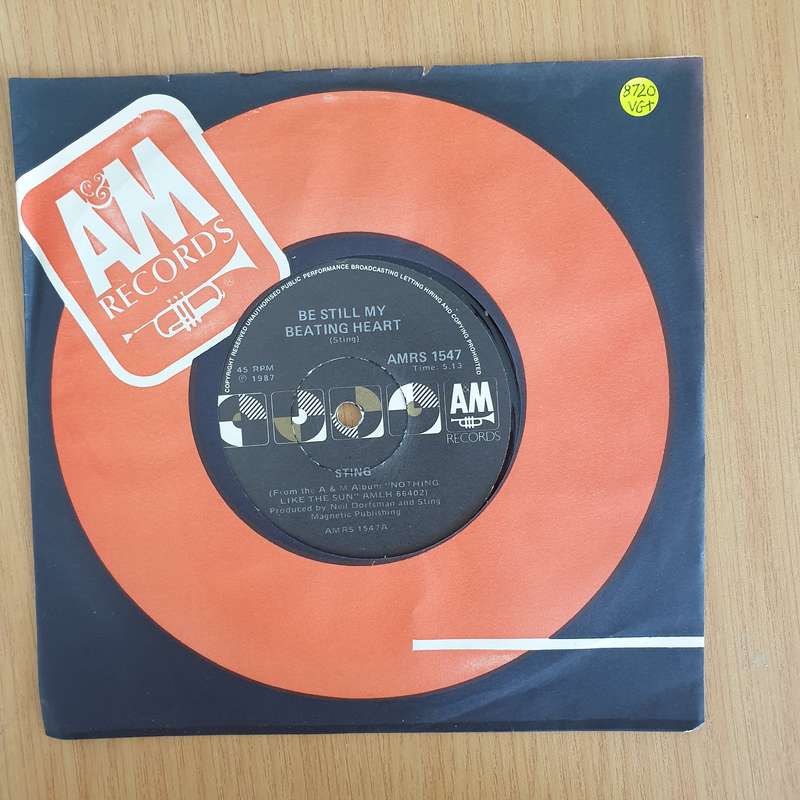 8720
VG+
A&M
RECORDS
COPYRIGHT RESERVED UNAUTHORISED PUBLIC PERFORMANCE BROADCASTING LETTING HIRING AND COPYING PROHIBITED
BE STILL MY
BEATING HEART
(Sting)
45 RPM
℗ 1987
AMRS 1547
Time: 5.13
A&M
RECORDS
STING
(From the A & M Album "NOTHING
LIKE THE SUN" AMLH 66402)
Produced by Neil Dorfsman and Sting
Magnetic Publishing
AMRS 1547A